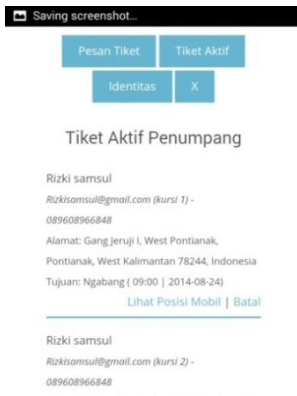 Saving screenshot...
Pesan Tiket
Tiket Aktif
Identitas
X
Tiket Aktif Penumpang
Rizki samsul
Rizkisamsul@gmail.com (kursi 1) -
089608966848
Alamat: Gang Jeruji I, West Pontianak,
Pontianak, West Kalimantan 78244, Indonesia
Tujuan: Ngabang ( 09:00 | 2014-08-24)
Lihat Posisi Mobil | Batal
Rizki samsul
Rizkisamsul@gmail.com (kursi 2) -
089608966848